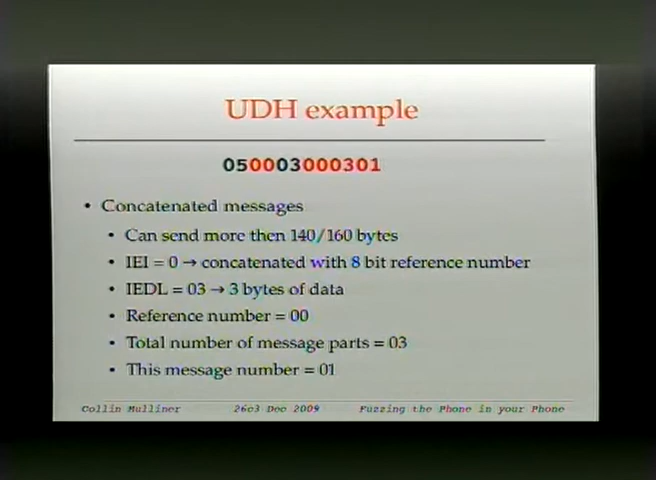 UDH example
050003000301
• Concatenated messages
• Can send more then 140/160 bytes
• IEI = 0 → concatenated with 8 bit reference number
• IEDL = 03 → 3 bytes of data
• Reference number = 00
• Total number of message parts = 03
• This message number = 01
Collin Mulliner 26c3 Dec 2009 Fuzzing the Phone in your Phone